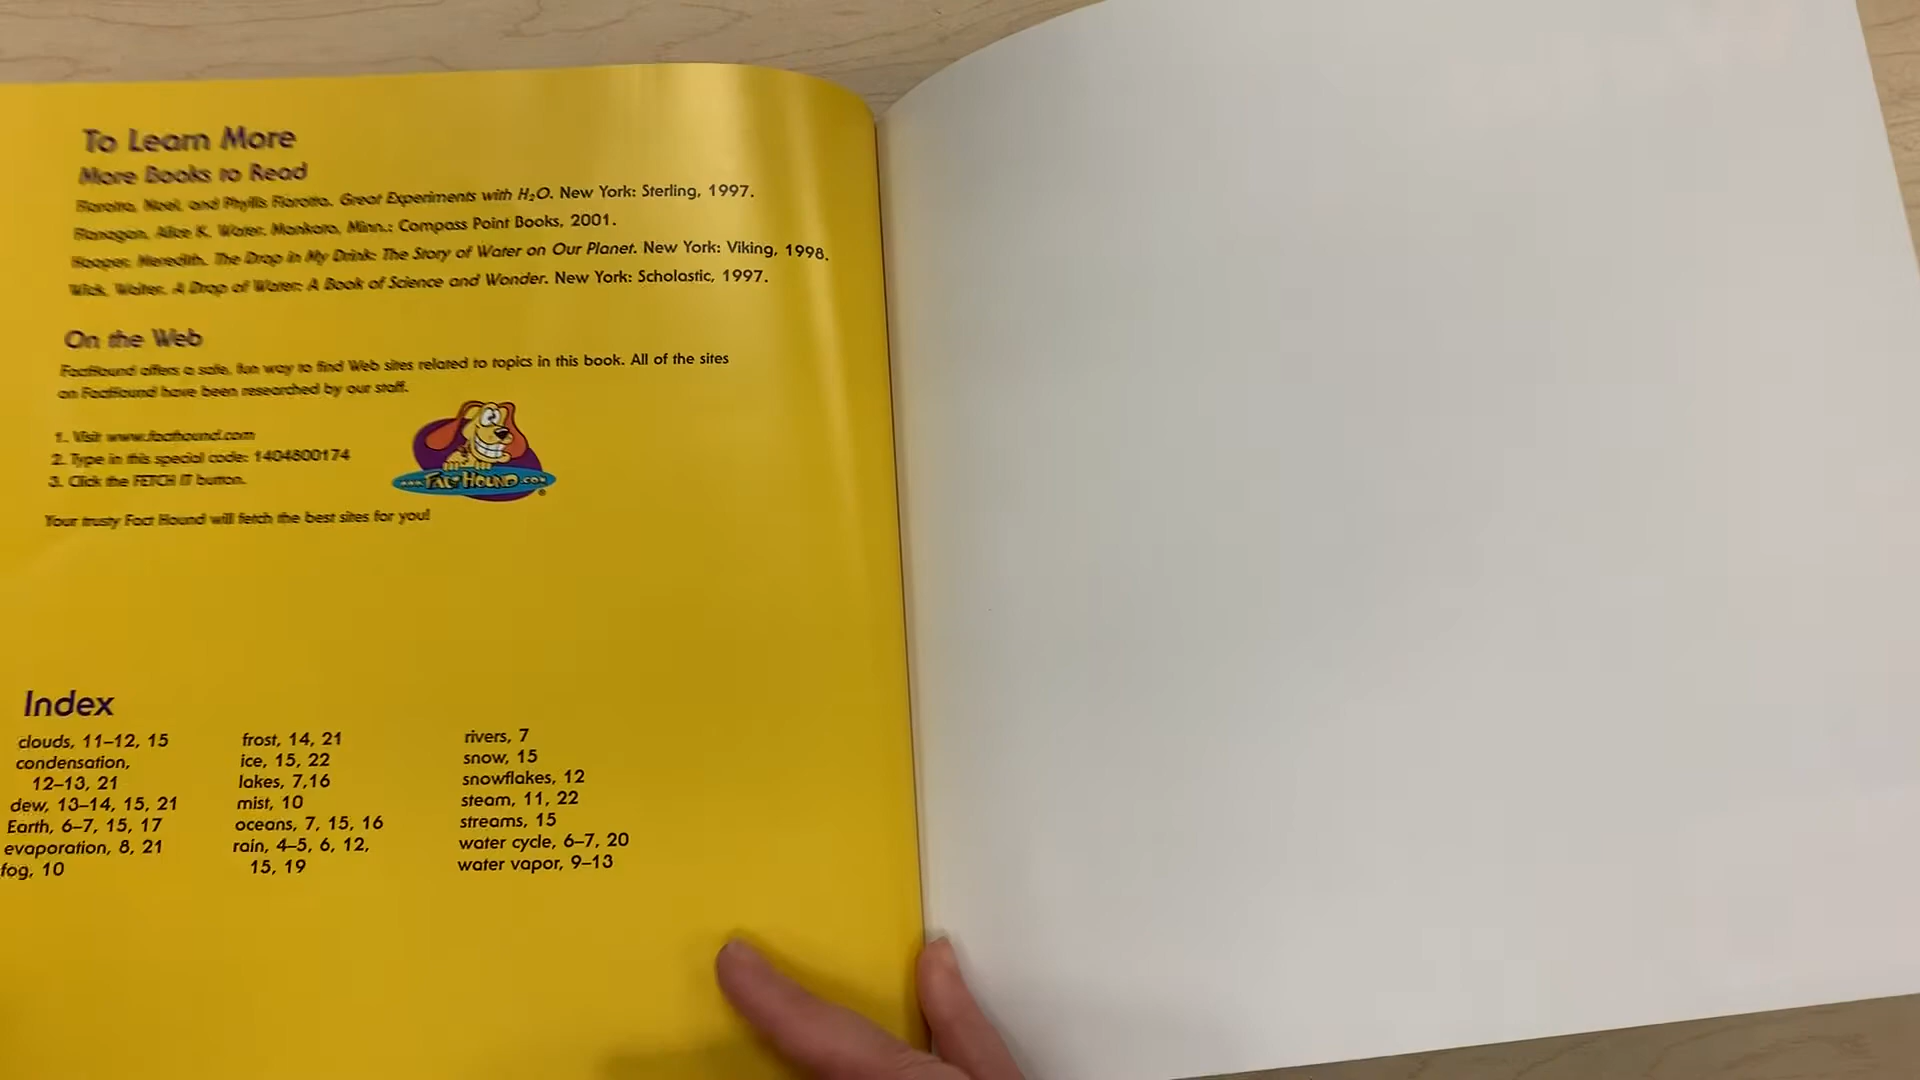 To Learn More
More Books to Read
Fiarotta, Noel, and Phyllis Fiarotta. Great Experiments with H₂O. New York: Sterling, 1997.
Flanagan, Alice K. Water. Mankato, Minn.: Compass Point Books, 2001.
Hooper, Meredith. The Drop in My Drink: The Story of Water on Our Planet. New York: Viking, 1998.
Wick, Walter. A Drop of Water: A Book of Science and Wonder. New York: Scholastic, 1997.
On the Web
FactHound offers a safe, fun way to find Web sites related to topics in this book. All of the sites
on FactHound have been researched by our staff.
1. Visit www.facthound.com
2. Type in this special code: 1404800174
3. Click the FETCH IT button.
www.FACT HOUND.com
®
Your trusty Fact Hound will fetch the best sites for you!
Index
clouds, 11–12, 15
condensation,
12–13, 21
dew, 13–14, 15, 21
Earth, 6–7, 15, 17
evaporation, 8, 21
fog, 10
frost, 14, 21
ice, 15, 22
lakes, 7,16
mist, 10
oceans, 7, 15, 16
rain, 4–5, 6, 12,
15, 19
rivers, 7
snow, 15
snowflakes, 12
steam, 11, 22
streams, 15
water cycle, 6–7, 20
water vapor, 9–13